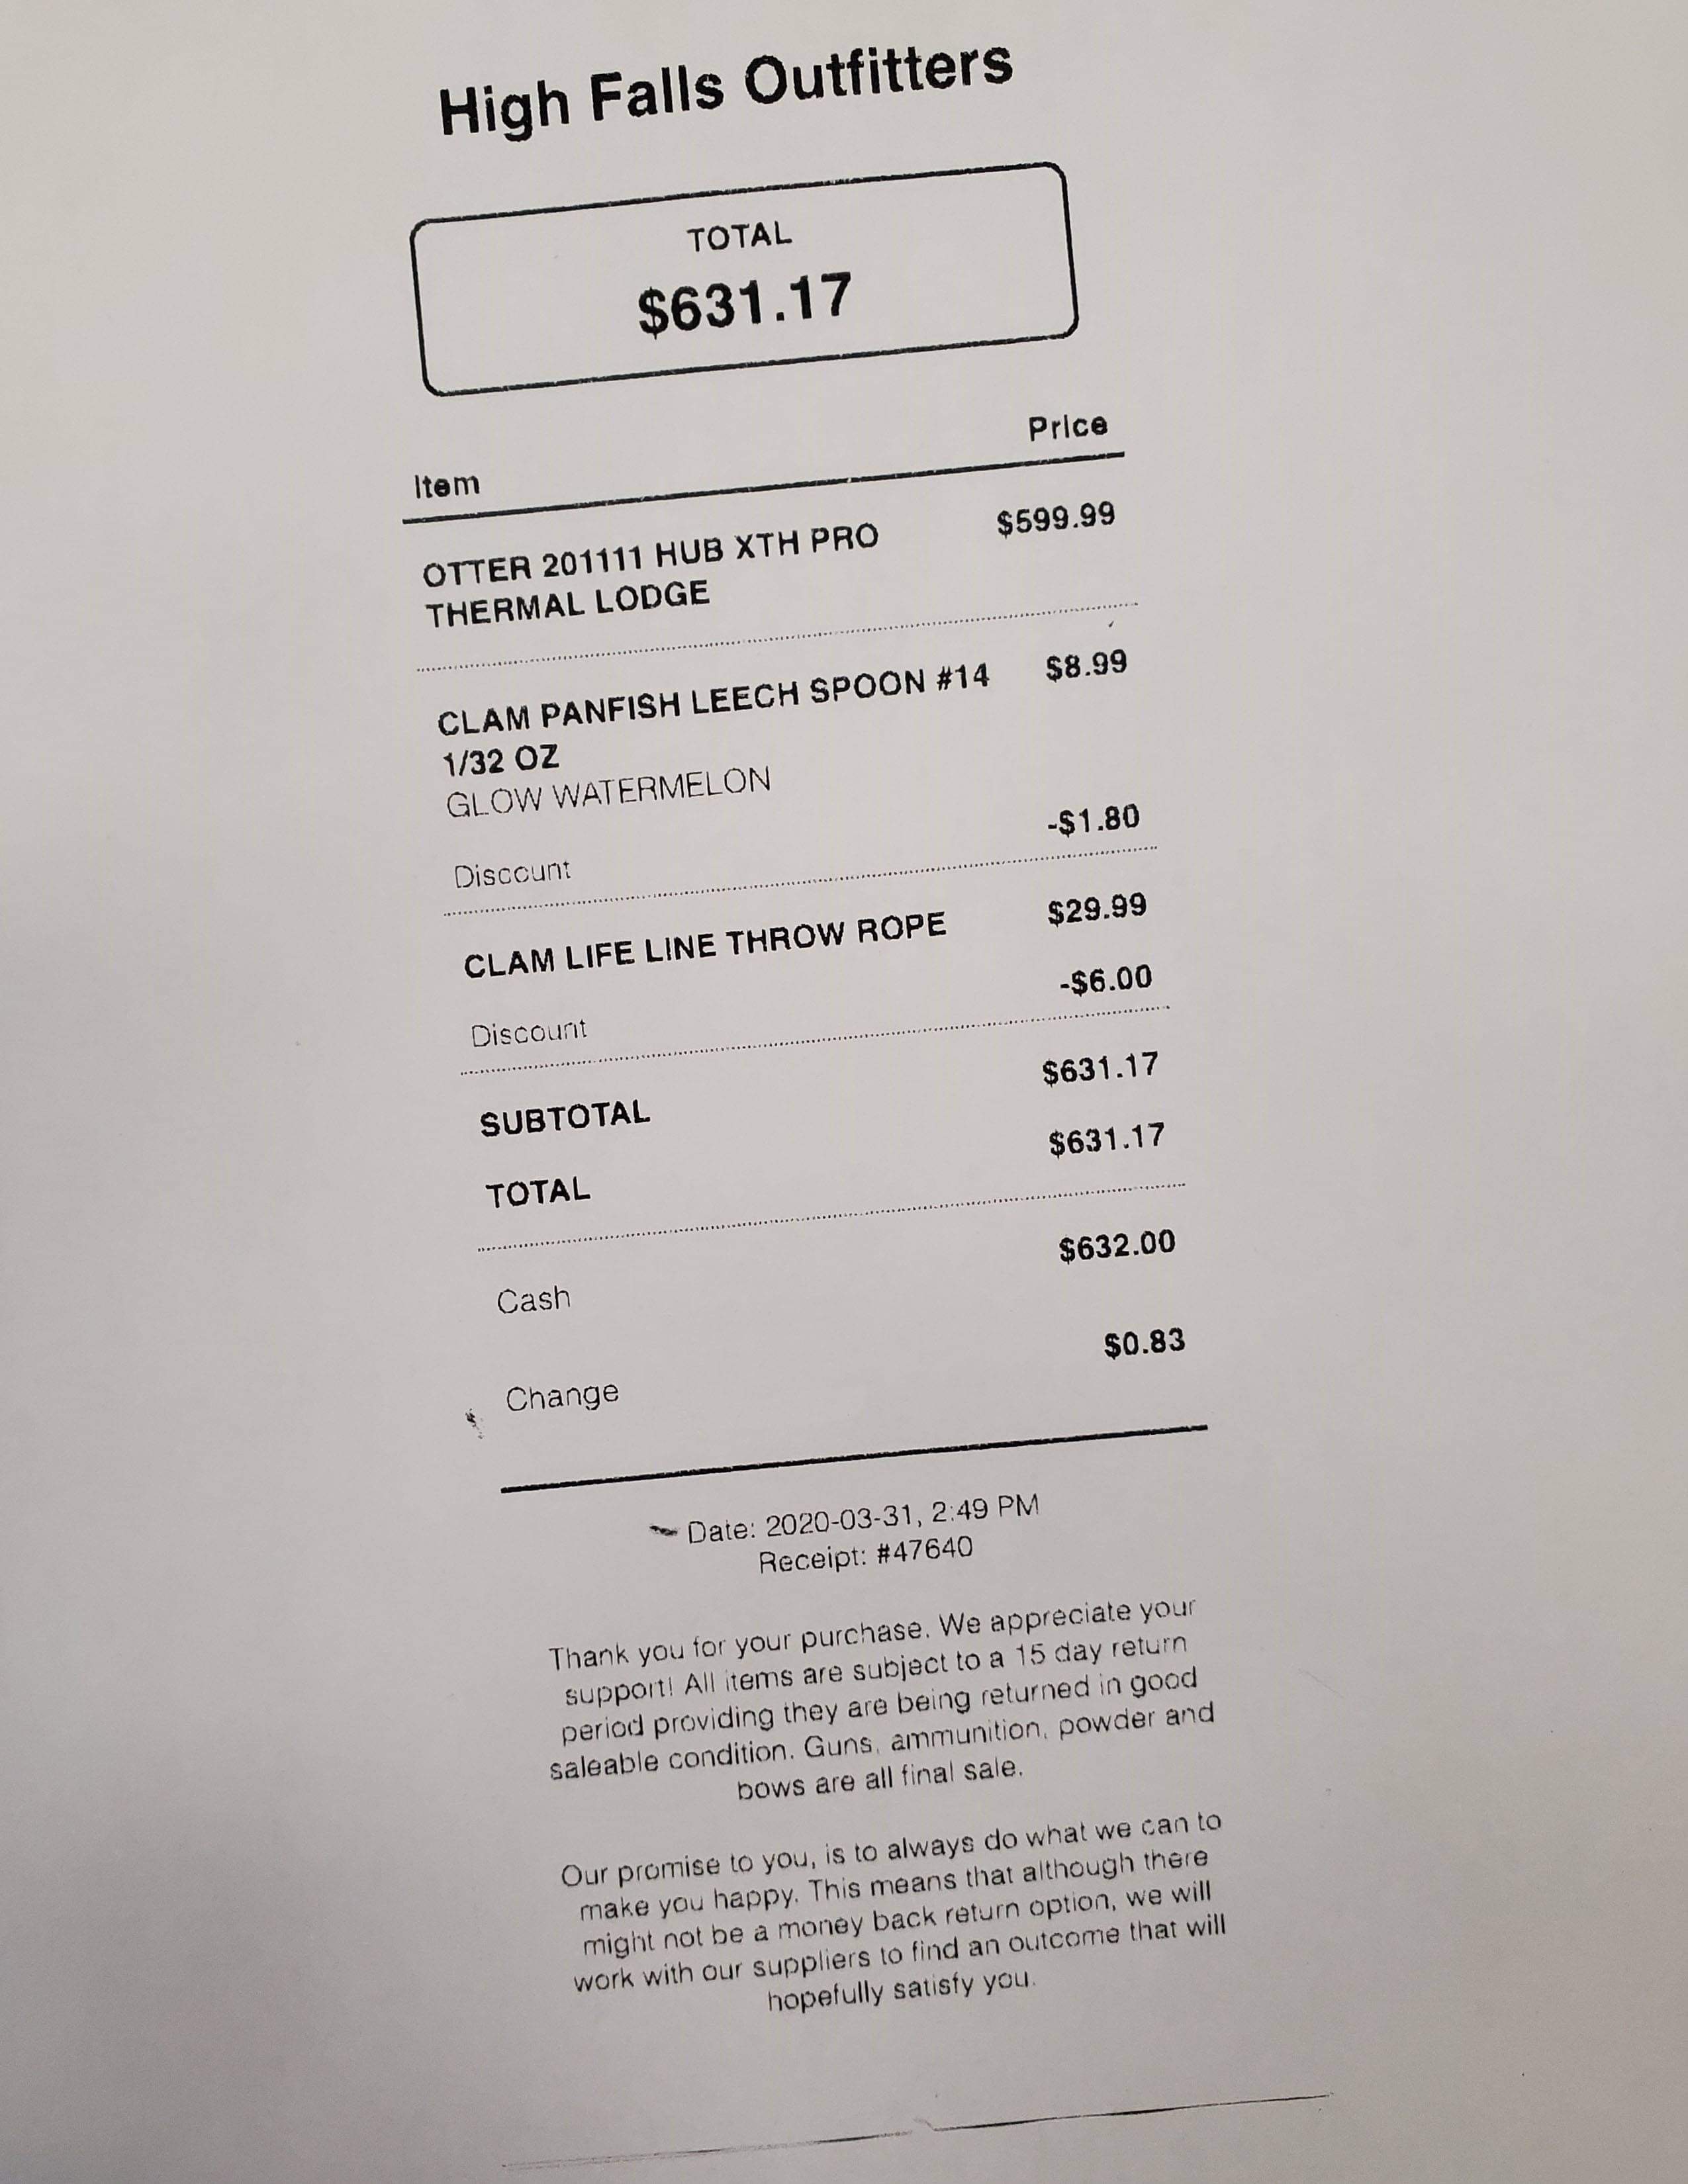 High Falls Outfitters
TOTAL
$631.17
Item Price
OTTER 201111 HUB XTH PRO $599.99
THERMAL LODGE
CLAM PANFISH LEECH SPOON #14 $8.99
1/32 OZ
GLOW WATERMELON
Discount -$1.80
CLAM LIFE LINE THROW ROPE $29.99
Discount -$6.00
SUBTOTAL $631.17
TOTAL $631.17
Cash $632.00
Change $0.83
Date: 2020-03-31, 2:49 PM
Receipt: #47640
Thank you for your purchase. We appreciate your
support! All items are subject to a 15 day return
period providing they are being returned in good
saleable condition. Guns, ammunition, powder and
bows are all final sale.
Our promise to you, is to always do what we can to
make you happy. This means that although there
might not be a money back return option, we will
work with our suppliers to find an outcome that will
hopefully satisfy you.